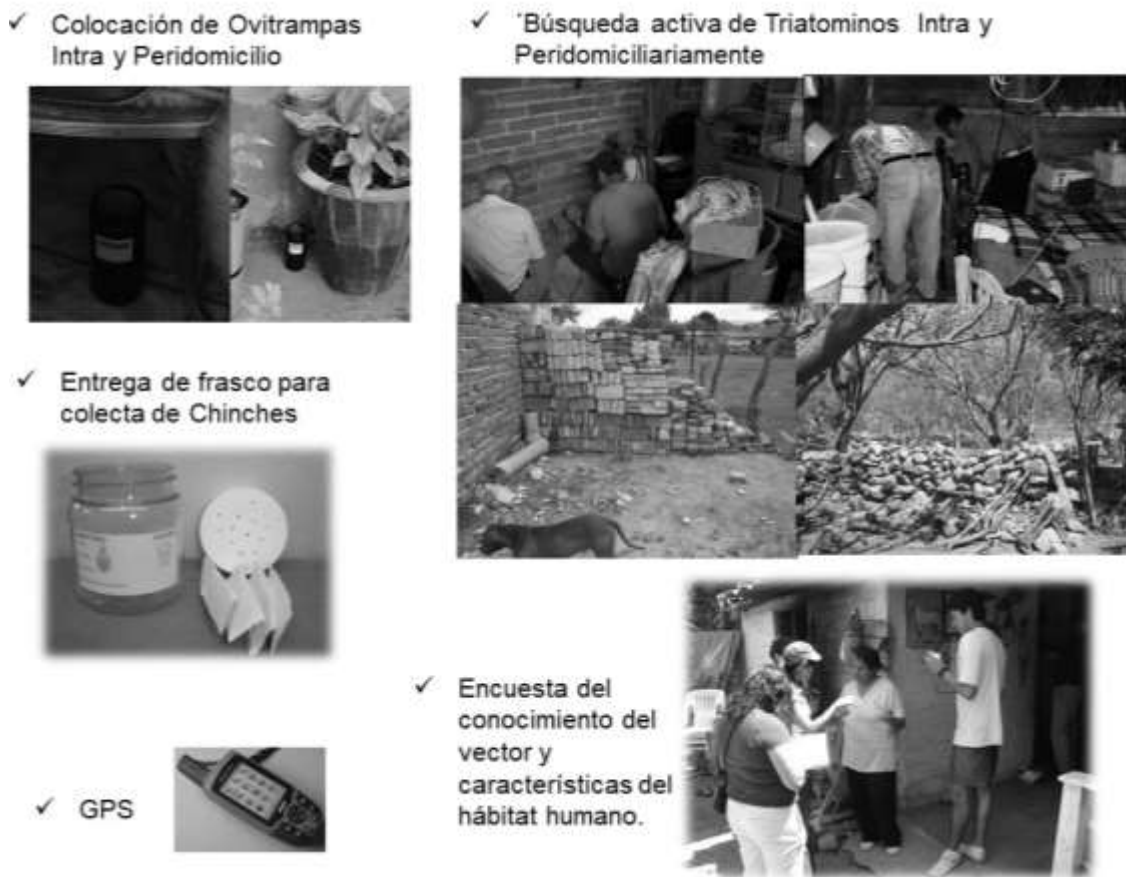 ✓ Colocación de Ovitrampas
Intra y Peridomicilio
✓ ´Búsqueda activa de Triatominos Intra y
Peridomiciliariamente
✓ Entrega de frasco para
colecta de Chinches
✓ Encuesta del
conocimiento del
vector y
características del
hábitat humano.
✓ GPS